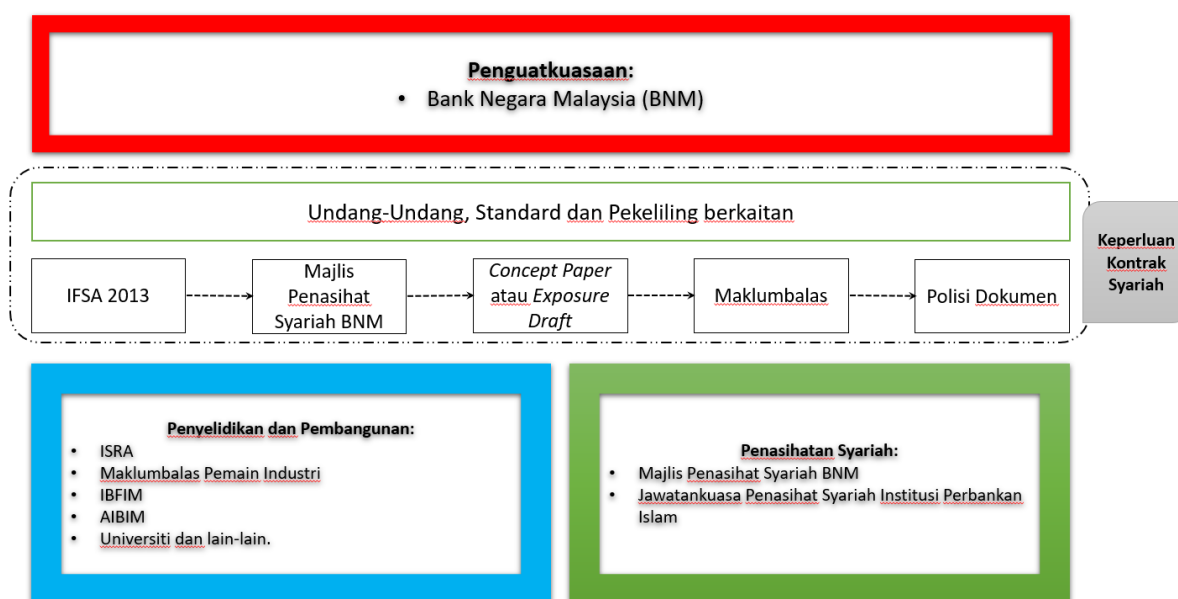 Penguatkuasaan:
• Bank Negara Malaysia (BNM)
Undang-Undang, Standard dan Pekeliling berkaitan
Keperluan
Kontrak
Syariah
IFSA 2013
Majlis
Penasihat
Syariah BNM
Concept Paper
atau Exposure
Draft
Maklumbalas
Polisi Dokumen
Penyelidikan dan Pembangunan:
• ISRA
• Maklumbalas Pemain Industri
• IBFIM
• AIBIM
• Universiti dan lain-lain.
Penasihatan Syariah:
• Majlis Penasihat Syariah BNM
• Jawatankuasa Penasihat Syariah Institusi Perbankan
Islam